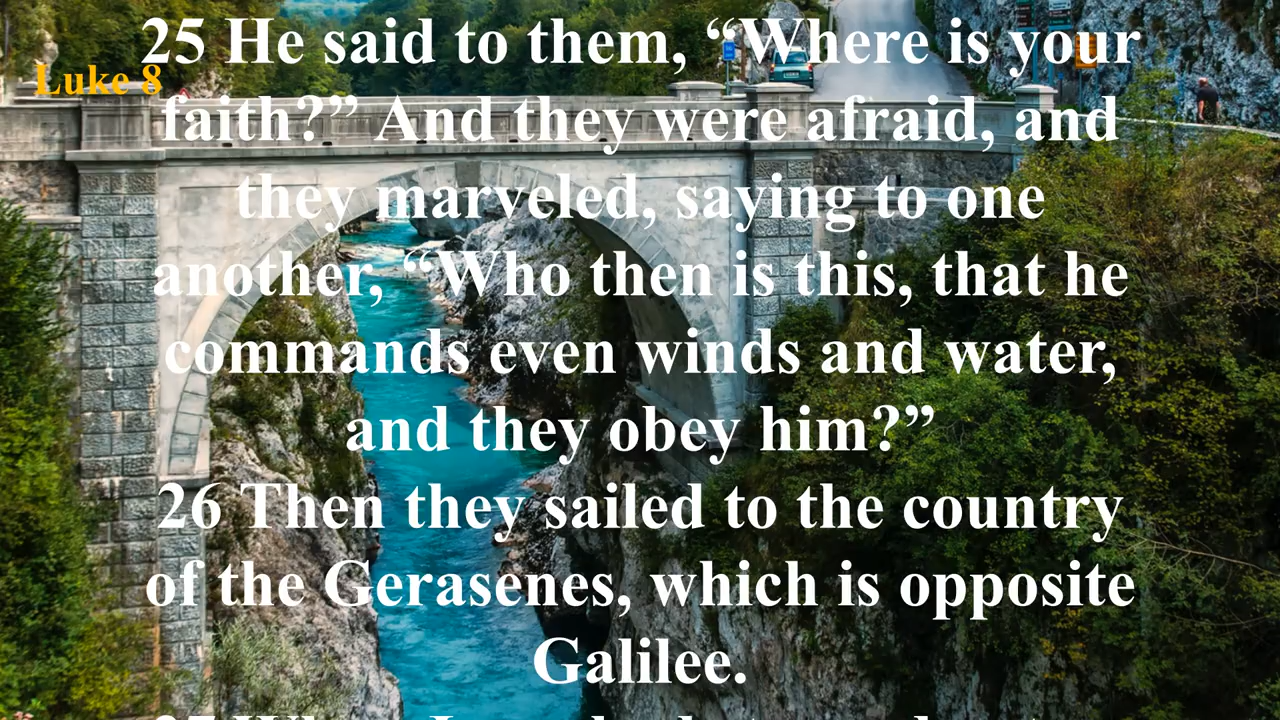 25 He said to them, “Where is your
Luke 8
faith?” And they were afraid, and
they marveled, saying to one
another, “Who then is this, that he
commands even winds and water,
and they obey him?”
26 Then they sailed to the country
of the Gerasenes, which is opposite
Galilee.